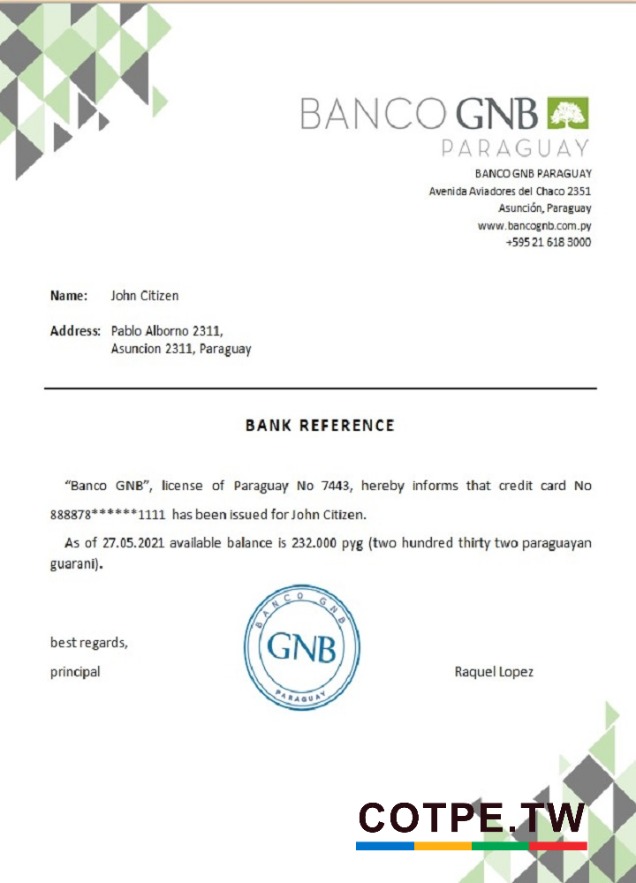 BANCO GNB
PARAGUAY
BANCO GNB PARAGUAY
Avenida Aviadores del Chaco 2351
Asunción, Paraguay
www.bancognb.com.py
+595 21 618 3000
Name: John Citizen
Address: Pablo Alborno 2311,
Asuncion 2311, Paraguay
BANK REFERENCE
“Banco GNB”, license of Paraguay No 7443, hereby informs that credit card No
888878******1111 has been issued for John Citizen.
As of 27.05.2021 available balance is 232.000 pyg (two hundred thirty two paraguayan
guarani).
BANCO GNB
GNB
PARAGUAY
best regards,
principal
Raquel Lopez
COTPE.TW